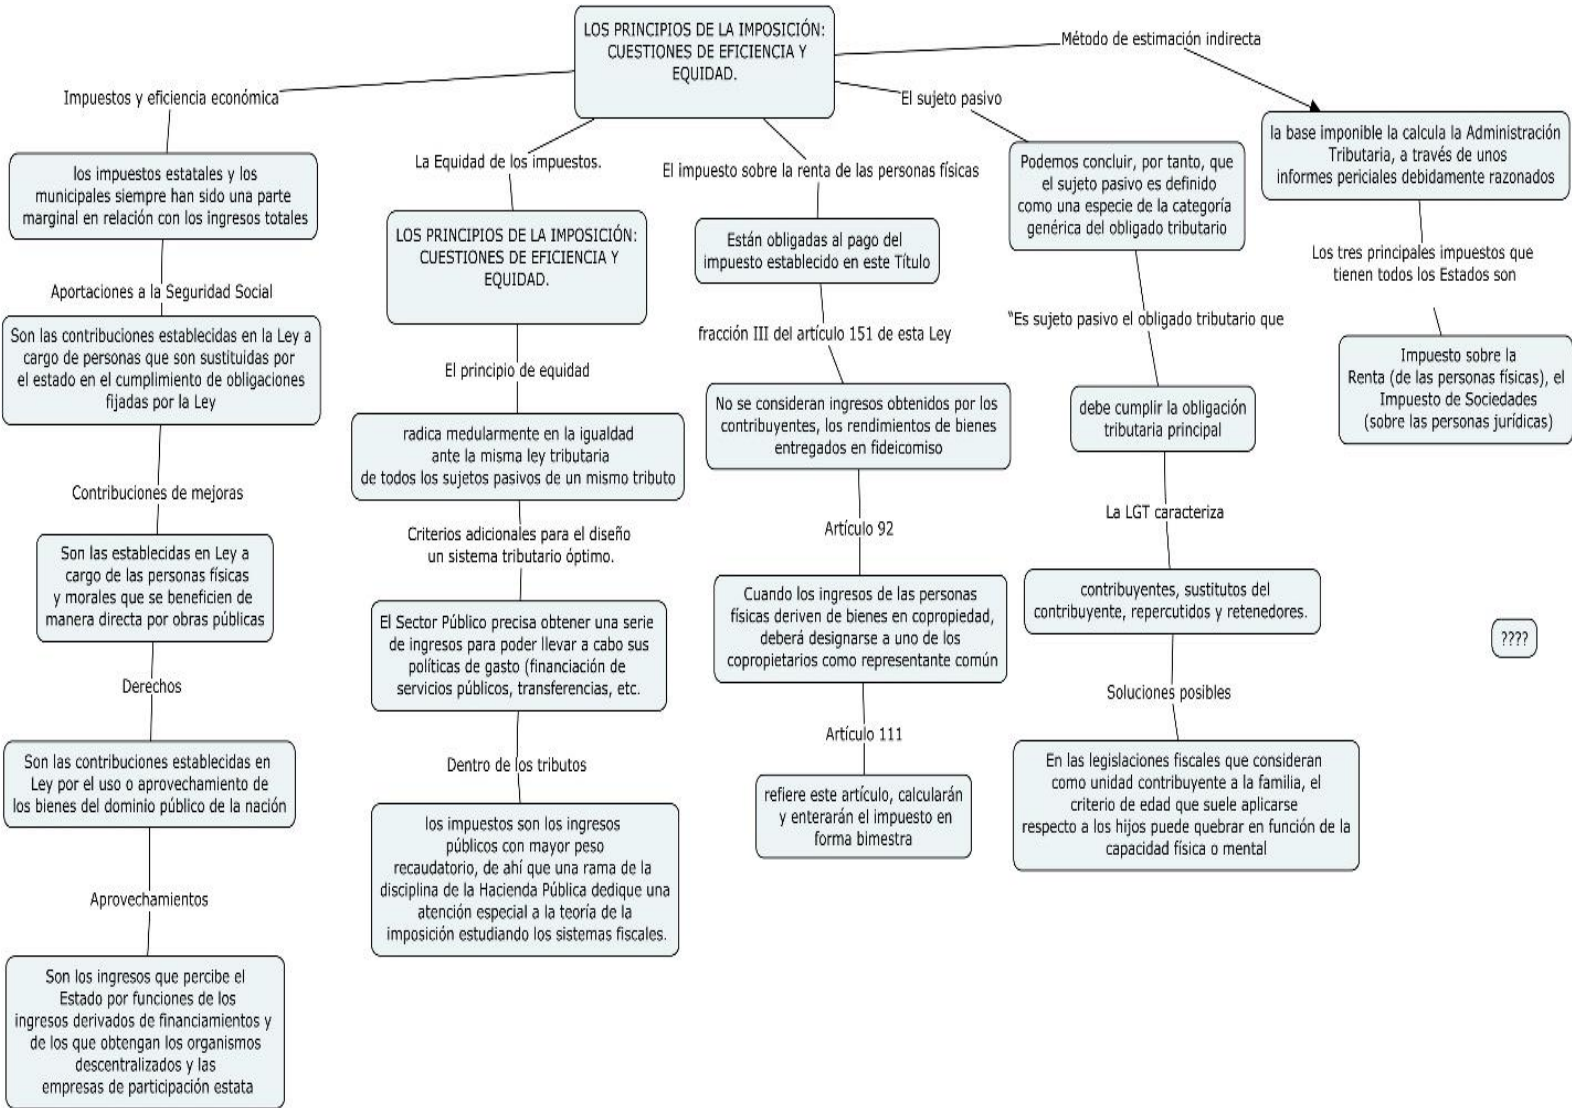 LOS PRINCIPIOS DE LA IMPOSICIÓN:
CUESTIONES DE EFICIENCIA Y
EQUIDAD.
Impuestos y eficiencia económica
los impuestos estatales y los
municipales siempre han sido una parte
marginal en relación con los ingresos totales
Aportaciones a la Seguridad Social
Son las contribuciones establecidas en la Ley a
cargo de personas que son sustituidas por
el estado en el cumplimiento de obligaciones
fijadas por la Ley
Contribuciones de mejoras
Son las establecidas en Ley a
cargo de las personas físicas
y morales que se beneficien de
manera directa por obras públicas
Derechos
Son las contribuciones establecidas en
Ley por el uso o aprovechamiento de
los bienes del dominio público de la nación
Aprovechamientos
Son los ingresos que percibe el
Estado por funciones de los
ingresos derivados de financiamientos y
de los que obtengan los organismos
descentralizados y las
empresas de participación estata
La Equidad de los impuestos.
LOS PRINCIPIOS DE LA IMPOSICIÓN:
CUESTIONES DE EFICIENCIA Y
EQUIDAD.
El principio de equidad
radica medularmente en la igualdad
ante la misma ley tributaria
de todos los sujetos pasivos de un mismo tributo
Criterios adicionales para el diseño
un sistema tributario óptimo.
El Sector Público precisa obtener una serie
de ingresos para poder llevar a cabo sus
políticas de gasto (financiación de
servicios públicos, transferencias, etc.
Dentro de los tributos
los impuestos son los ingresos
públicos con mayor peso
recaudatorio, de ahí que una rama de la
disciplina de la Hacienda Pública dedique una
atención especial a la teoría de la
imposición estudiando los sistemas fiscales.
El impuesto sobre la renta de las personas físicas
Están obligadas al pago del
impuesto establecido en este Título
fracción III del artículo 151 de esta Ley
No se consideran ingresos obtenidos por los
contribuyentes, los rendimientos de bienes
entregados en fideicomiso
Artículo 92
Cuando los ingresos de las personas
físicas deriven de bienes en copropiedad,
deberá designarse a uno de los
copropietarios como representante común
Artículo 111
refiere este artículo, calcularán
y enterarán el impuesto en
forma bimestra
El sujeto pasivo
Podemos concluir, por tanto, que
el sujeto pasivo es definido
como una especie de la categoría
genérica del obligado tributario
"Es sujeto pasivo el obligado tributario que
debe cumplir la obligación
tributaria principal
La LGT caracteriza
contribuyentes, sustitutos del
contribuyente, repercutidos y retenedores.
Soluciones posibles
En las legislaciones fiscales que consideran
como unidad contribuyente a la familia, el
criterio de edad que suele aplicarse
respecto a los hijos puede quebrar en función de la
capacidad física o mental
Método de estimación indirecta
la base imponible la calcula la Administración
Tributaria, a través de unos
informes periciales debidamente razonados
Los tres principales impuestos que
tienen todos los Estados son
Impuesto sobre la
Renta (de las personas físicas), el
Impuesto de Sociedades
(sobre las personas jurídicas)
????